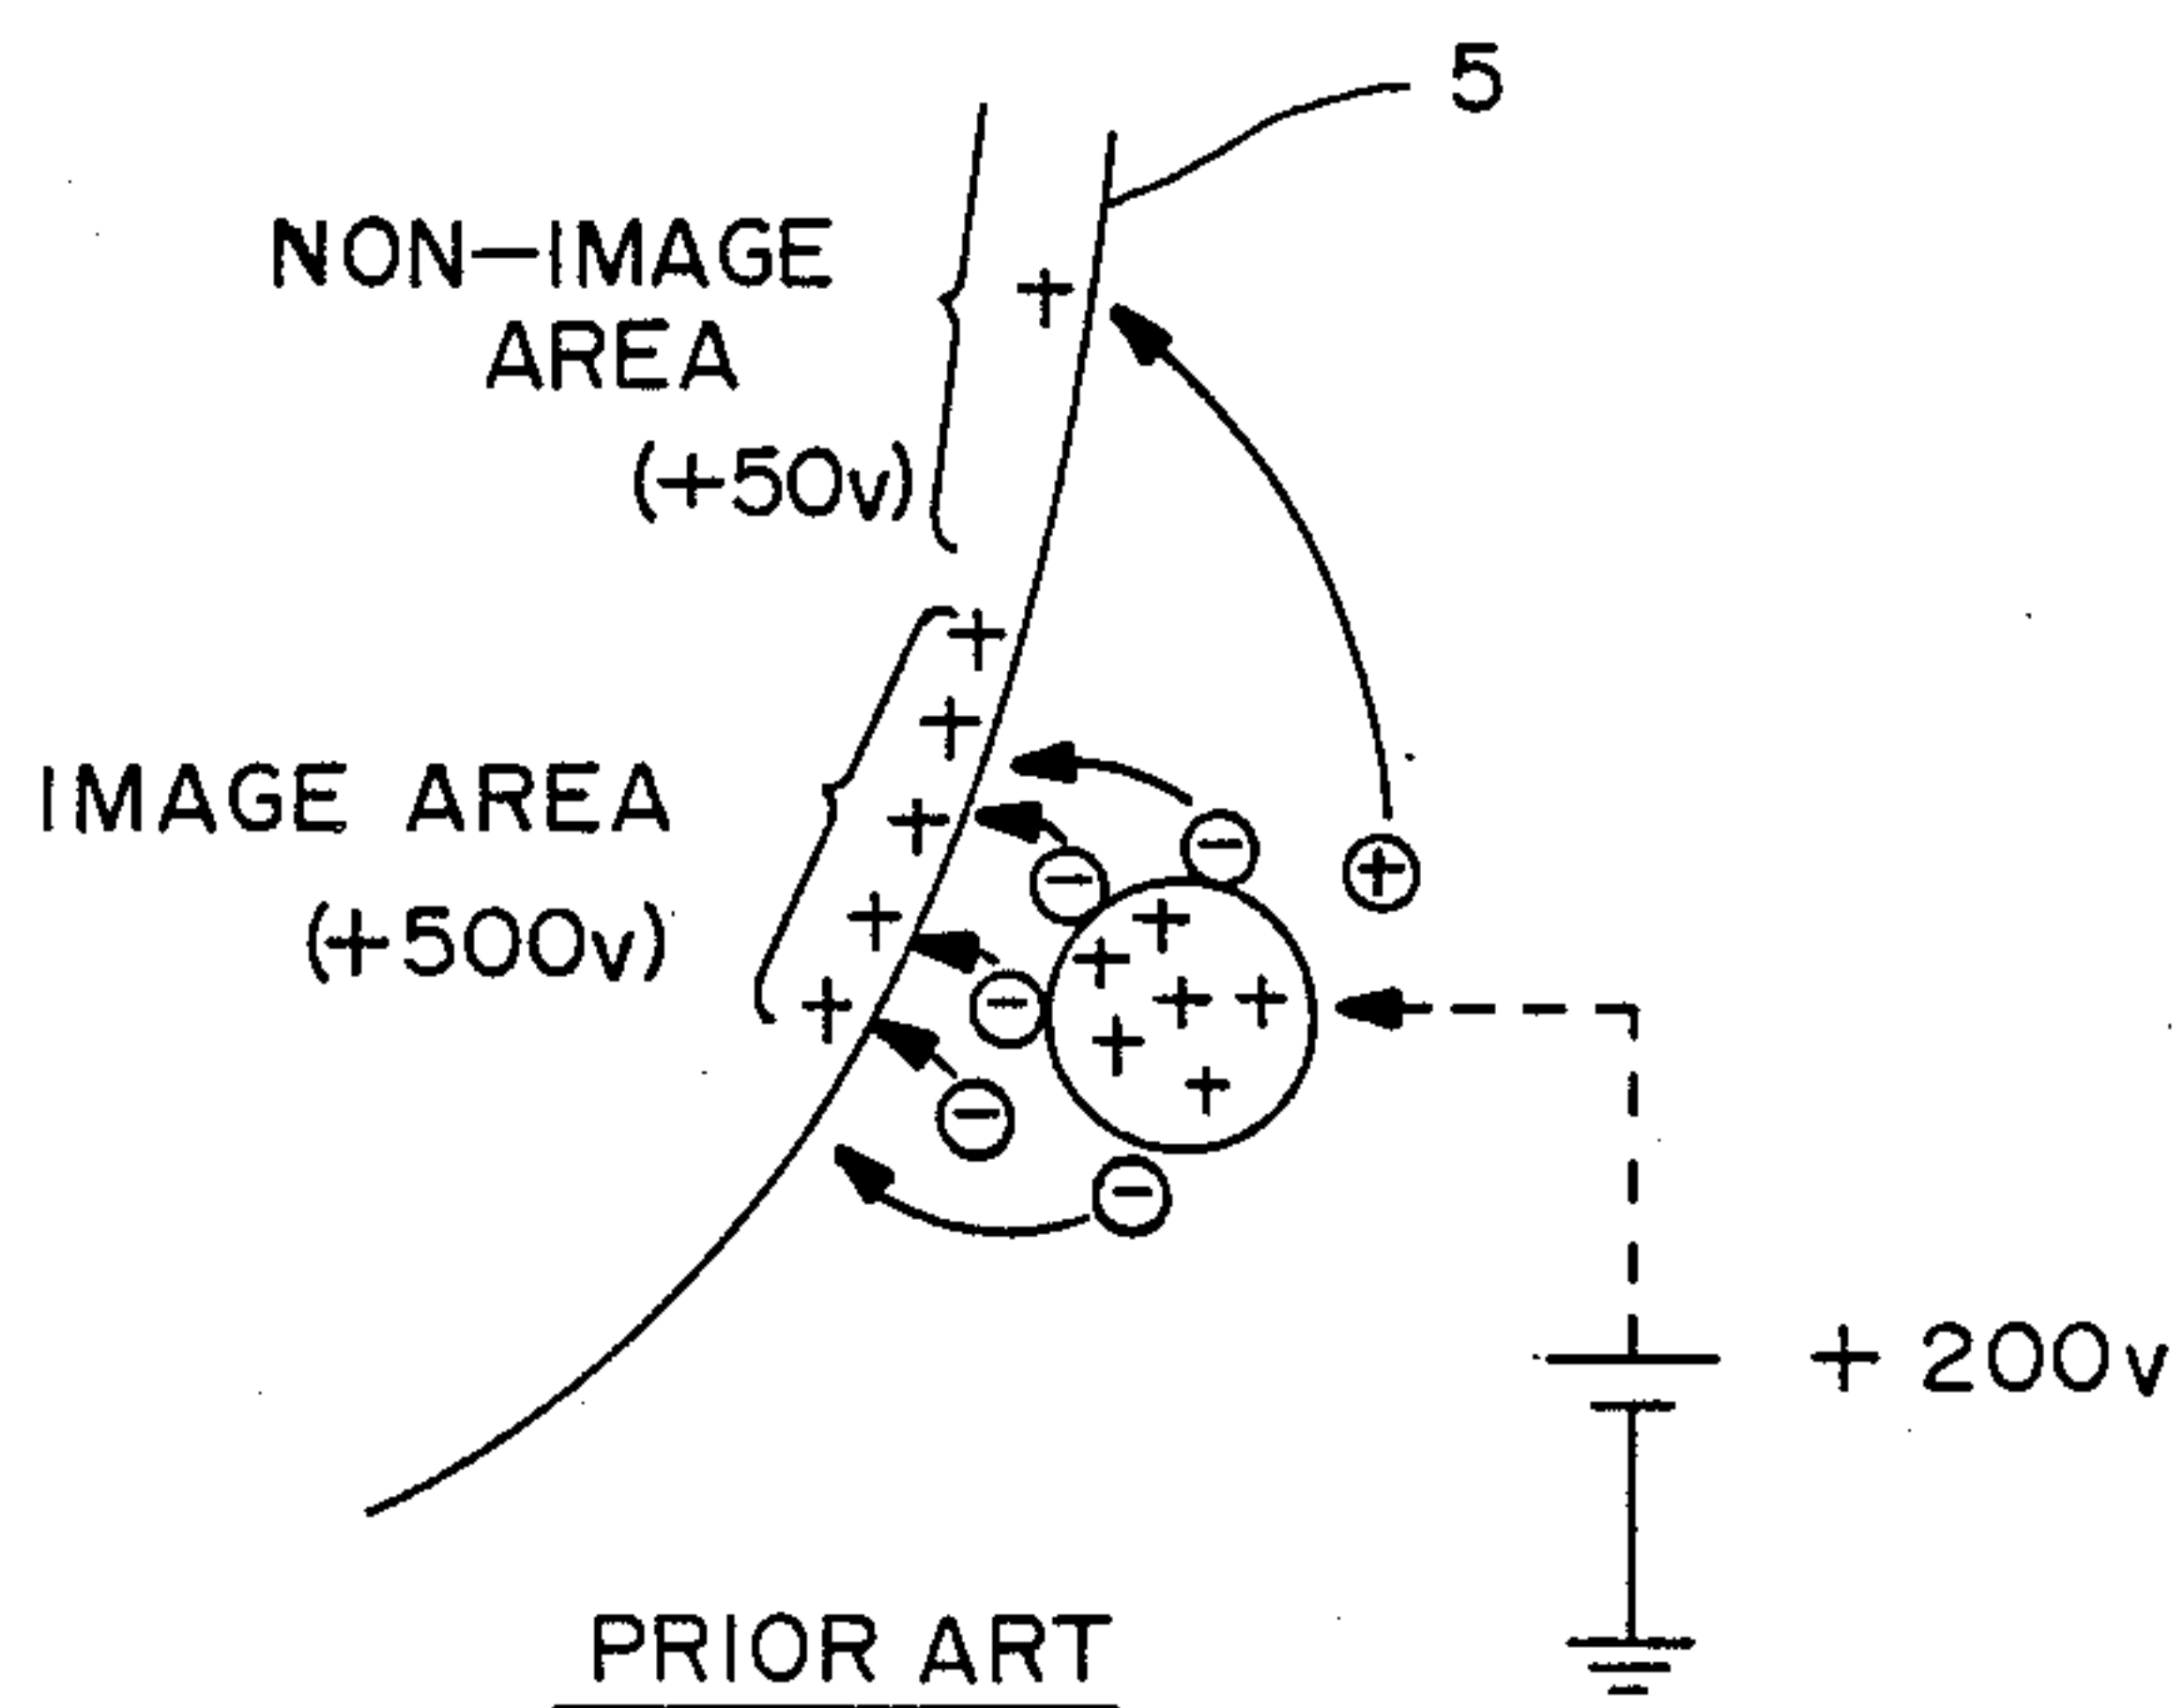 5
NON—IMAGE
AREA
(+50v)
IMAGE AREA
(+500v)
+ 200v
PRIOR ART